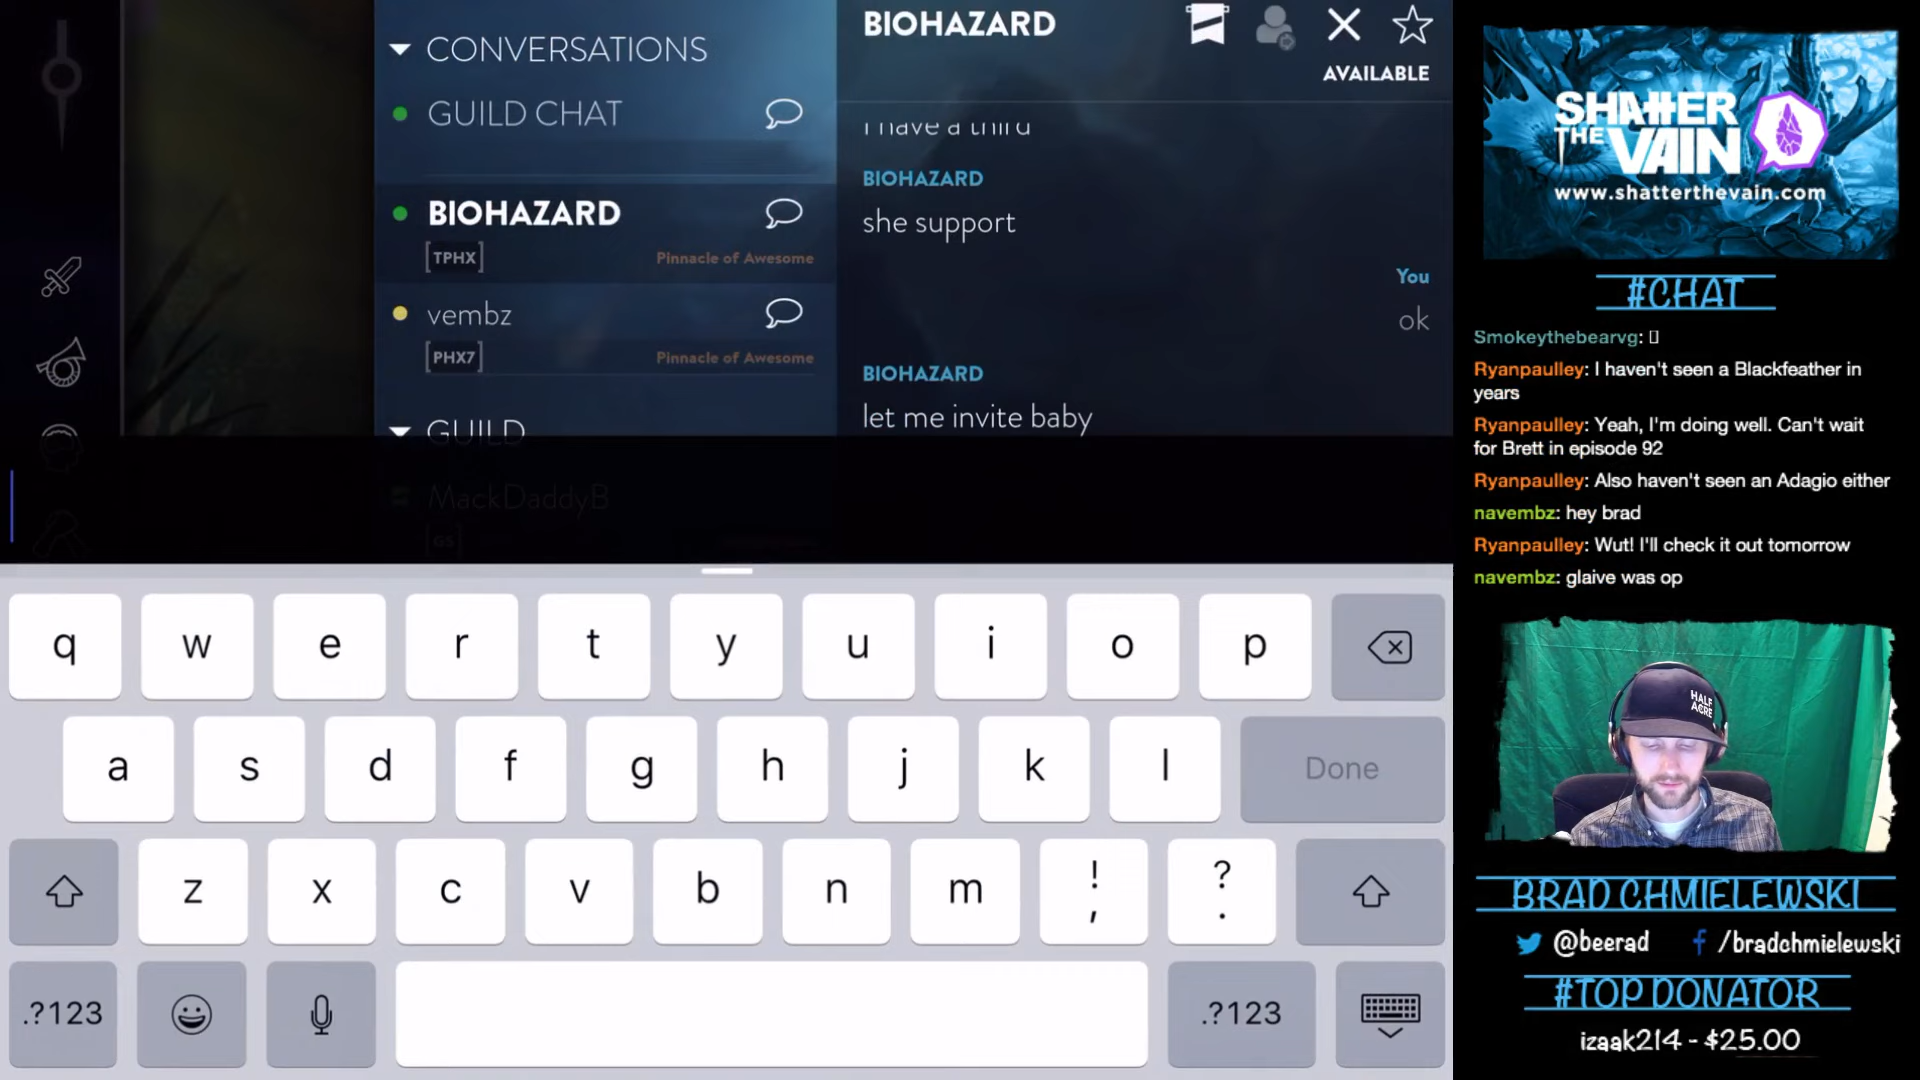 CONVERSATIONS
GUILD CHAT
BIOHAZARD
[TPHX] Pinnacle of Awesome
vembz
[PHX7] Pinnacle of Awesome
GUILD
MackDaddyB
GS
BIOHAZARD
AVAILABLE
I have a third
BIOHAZARD
she support
You
ok
BIOHAZARD
let me invite baby
q w e r t y u i o p
a s d f g h j k l Done
z x c v b n m ! , ? .
.?123 .?123
SHATTER
THE VAIN
www.shatterthevain.com
#CHAT
Smokeythebearvg: ▯
Ryanpaulley: I haven't seen a Blackfeather in
years
Ryanpaulley: Yeah, I'm doing well. Can't wait
for Brett in episode 92
Ryanpaulley: Also haven't seen an Adagio either
navembz: hey brad
Ryanpaulley: Wut! I'll check it out tomorrow
navembz: glaive was op
HALF
ACRE
BRAD CHMIELEWSKI
@beerad f /bradchmielewski
#TOP DONATOR
izaak214 - $25.00